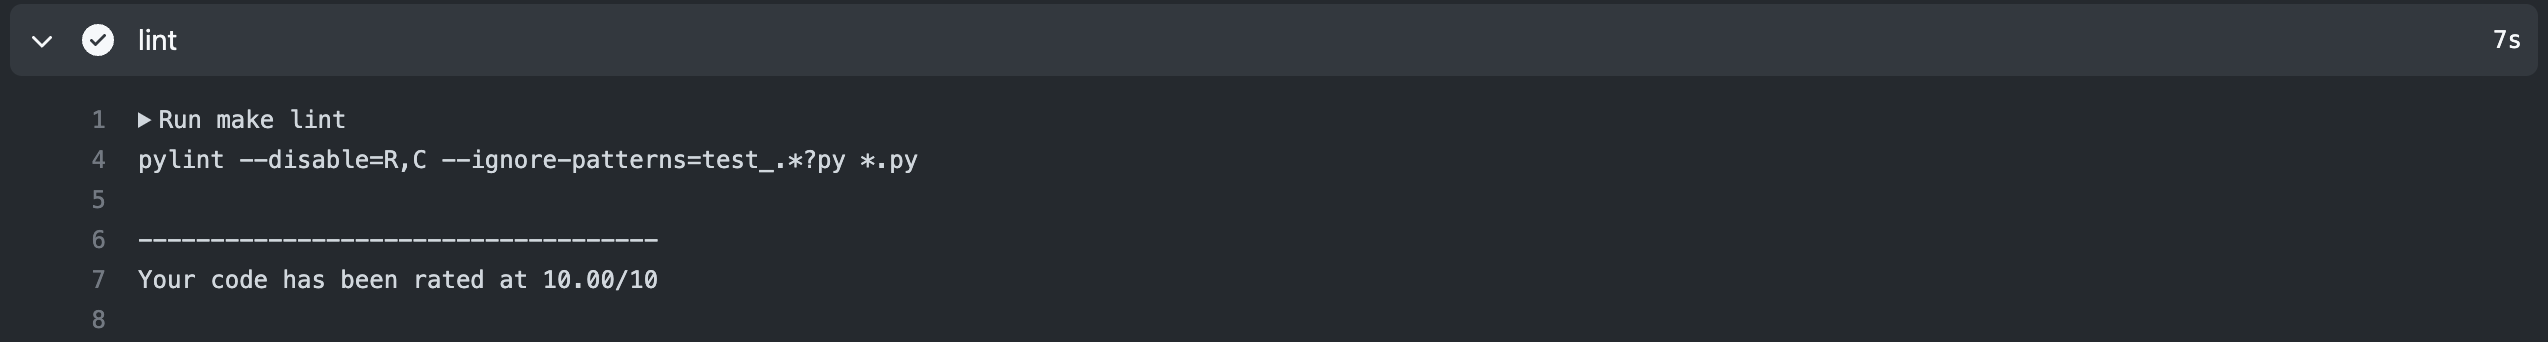 lint 7s
1 Run make lint
4 pylint --disable=R,C --ignore-patterns=test_.*?py *.py
5
6 ------------------------------------
7 Your code has been rated at 10.00/10
8